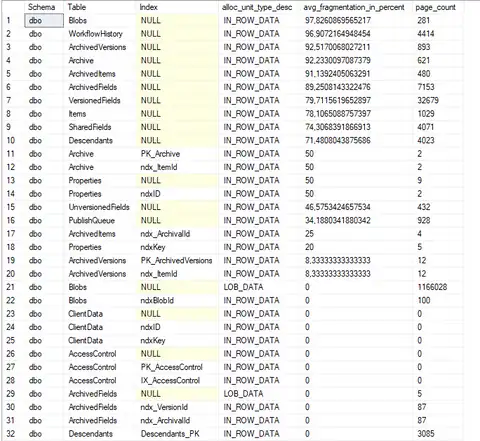 Schema Table Index alloc_unit_type_desc avg_fragmentation_in_percent page_count
1 dbo Blobs NULL IN_ROW_DATA 97,8260869565217 281
2 dbo WorkflowHistory NULL IN_ROW_DATA 96,9072164948454 4414
3 dbo ArchivedVersions NULL IN_ROW_DATA 92,5170068027211 893
4 dbo Archive NULL IN_ROW_DATA 92,2330097087379 621
5 dbo ArchivedItems NULL IN_ROW_DATA 91,1392405063291 480
6 dbo ArchivedFields NULL IN_ROW_DATA 89,2508143322476 7153
7 dbo VersionedFields NULL IN_ROW_DATA 79,7115619652897 32679
8 dbo Items NULL IN_ROW_DATA 78,1065088757397 1029
9 dbo SharedFields NULL IN_ROW_DATA 74,3068391866913 4071
10 dbo Descendants NULL IN_ROW_DATA 71,4808043875686 4023
11 dbo Archive PK_Archive IN_ROW_DATA 50 2
12 dbo Archive ndx_ItemId IN_ROW_DATA 50 2
13 dbo Properties NULL IN_ROW_DATA 50 9
14 dbo Properties ndxID IN_ROW_DATA 50 2
15 dbo UnversionedFields NULL IN_ROW_DATA 46,5753424657534 432
16 dbo PublishQueue NULL IN_ROW_DATA 34,1880341880342 928
17 dbo ArchivedItems ndx_ArchivalId IN_ROW_DATA 25 4
18 dbo Properties ndxKey IN_ROW_DATA 20 5
19 dbo ArchivedVersions PK_ArchivedVersions IN_ROW_DATA 8,33333333333333 12
20 dbo ArchivedVersions ndx_ItemId IN_ROW_DATA 8,33333333333333 12
21 dbo Blobs NULL LOB_DATA 0 1166028
22 dbo Blobs ndxBlobId IN_ROW_DATA 0 100
23 dbo ClientData NULL IN_ROW_DATA 0 0
24 dbo ClientData ndxID IN_ROW_DATA 0 0
25 dbo ClientData ndxKey IN_ROW_DATA 0 0
26 dbo AccessControl NULL IN_ROW_DATA 0 0
27 dbo AccessControl PK_AccessControl IN_ROW_DATA 0 0
28 dbo AccessControl IX_AccessControl IN_ROW_DATA 0 0
29 dbo ArchivedFields NULL LOB_DATA 0 5
30 dbo ArchivedFields ndx_VersionId IN_ROW_DATA 0 87
31 dbo ArchivedFields ndx_ArchivalId IN_ROW_DATA 0 87
32 dbo Descendants Descendants_PK IN_ROW_DATA 0 3085